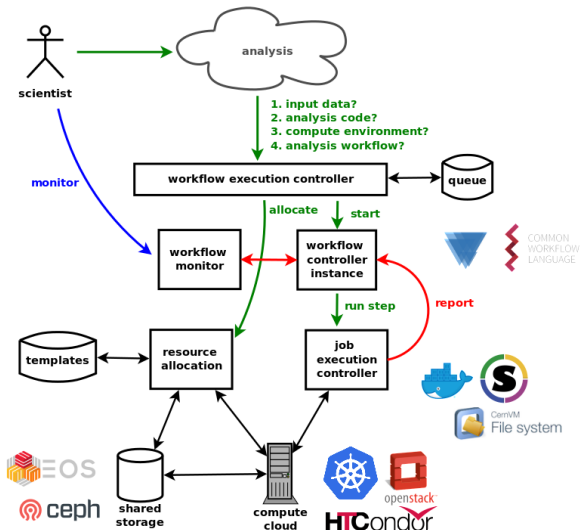 analysis
scientist
1. input data?
2. analysis code?
3. compute environment?
4. analysis workflow?
monitor
workflow execution controller
queue
allocate
start
workflow
monitor
workflow
controller
instance
COMMON
WORKFLOW
LANGUAGE
run step
report
templates
resource
allocation
job
execution
controller
S
CernVM
File system
EOS
ceph
shared
storage
compute
cloud
openstack
HTCondor